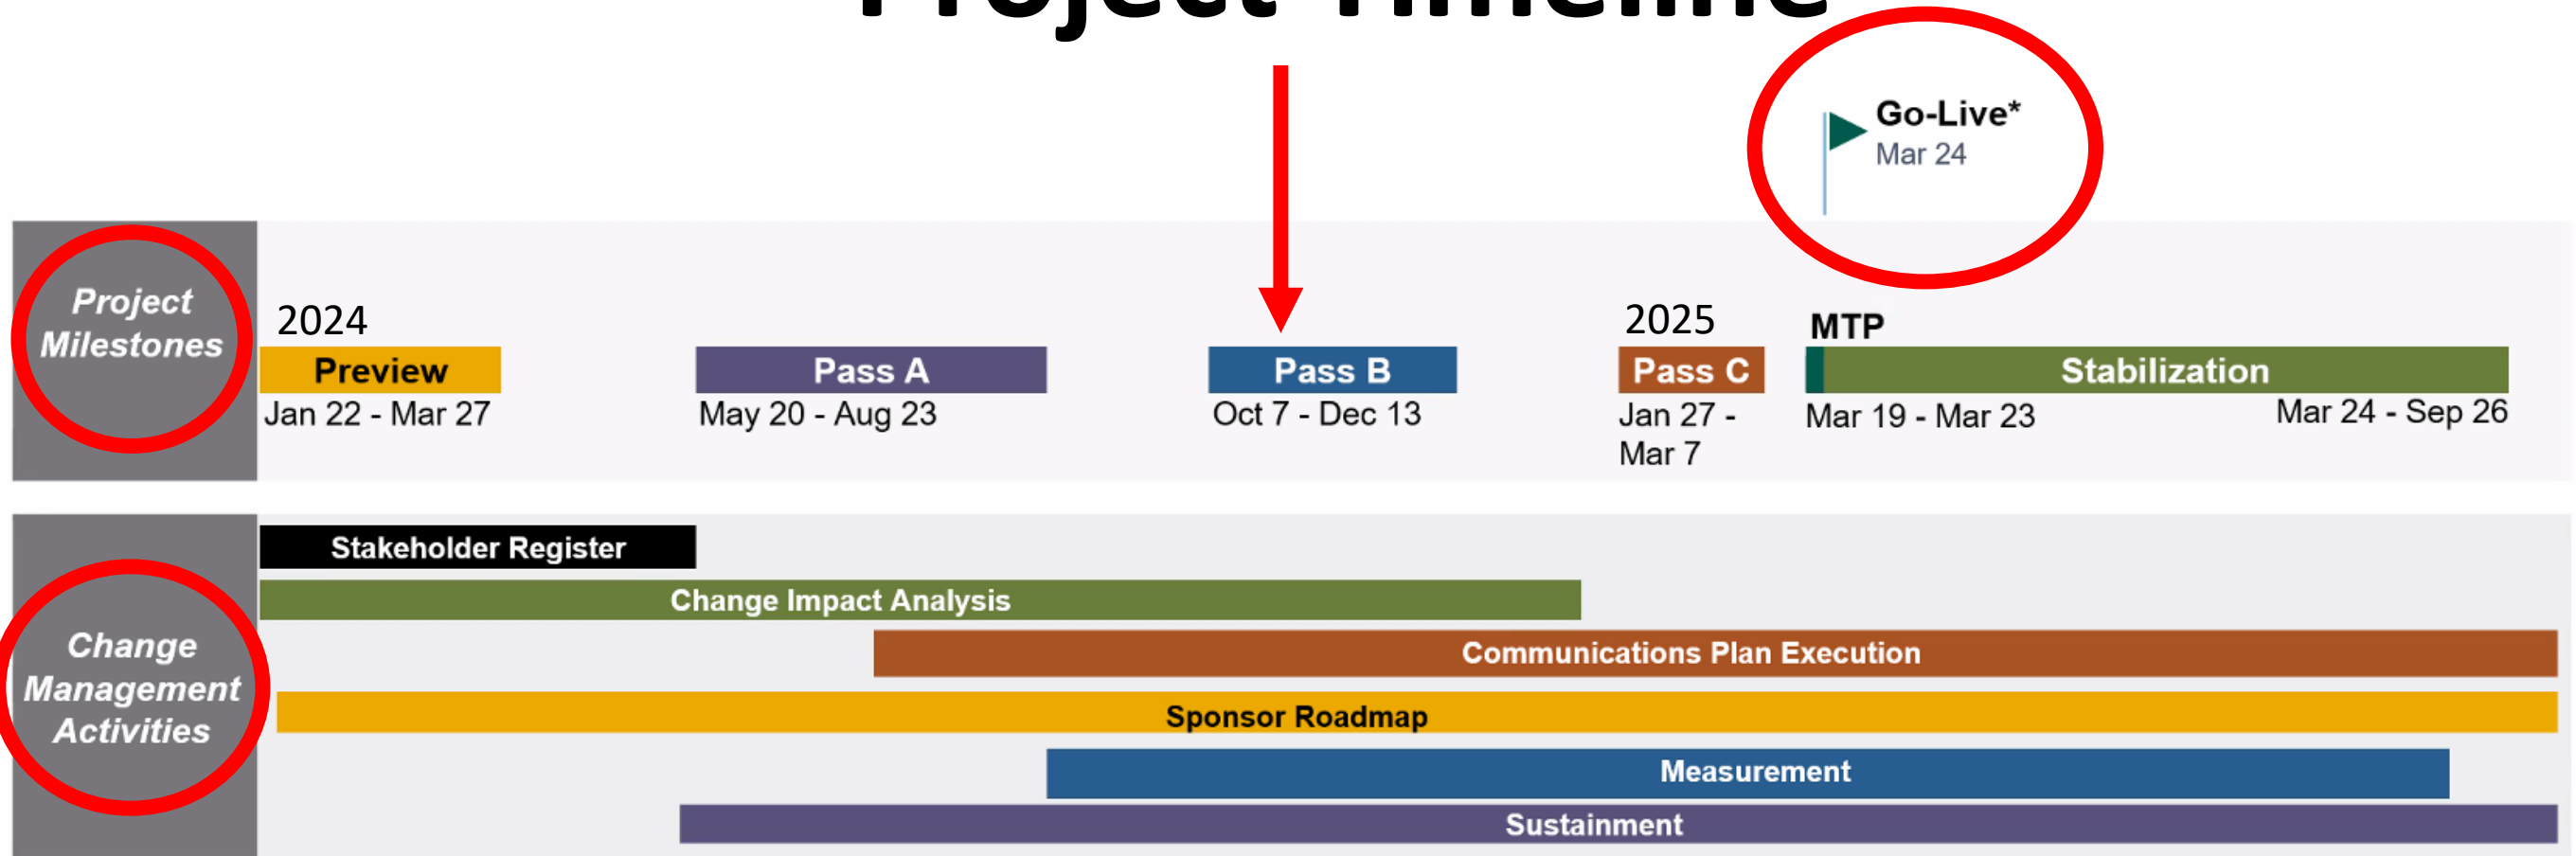 Project Timeline
Go-Live*
Mar 24
Project
Milestones
2024
2025
MTP
Preview
Pass A
Pass B
Pass C
Stabilization
Jan 22 - Mar 27
May 20 - Aug 23
Oct 7 - Dec 13
Jan 27 -
Mar 7
Mar 19 - Mar 23
Mar 24 - Sep 26
Change
Management
Activities
Stakeholder Register
Change Impact Analysis
Communications Plan Execution
Sponsor Roadmap
Measurement
Sustainment